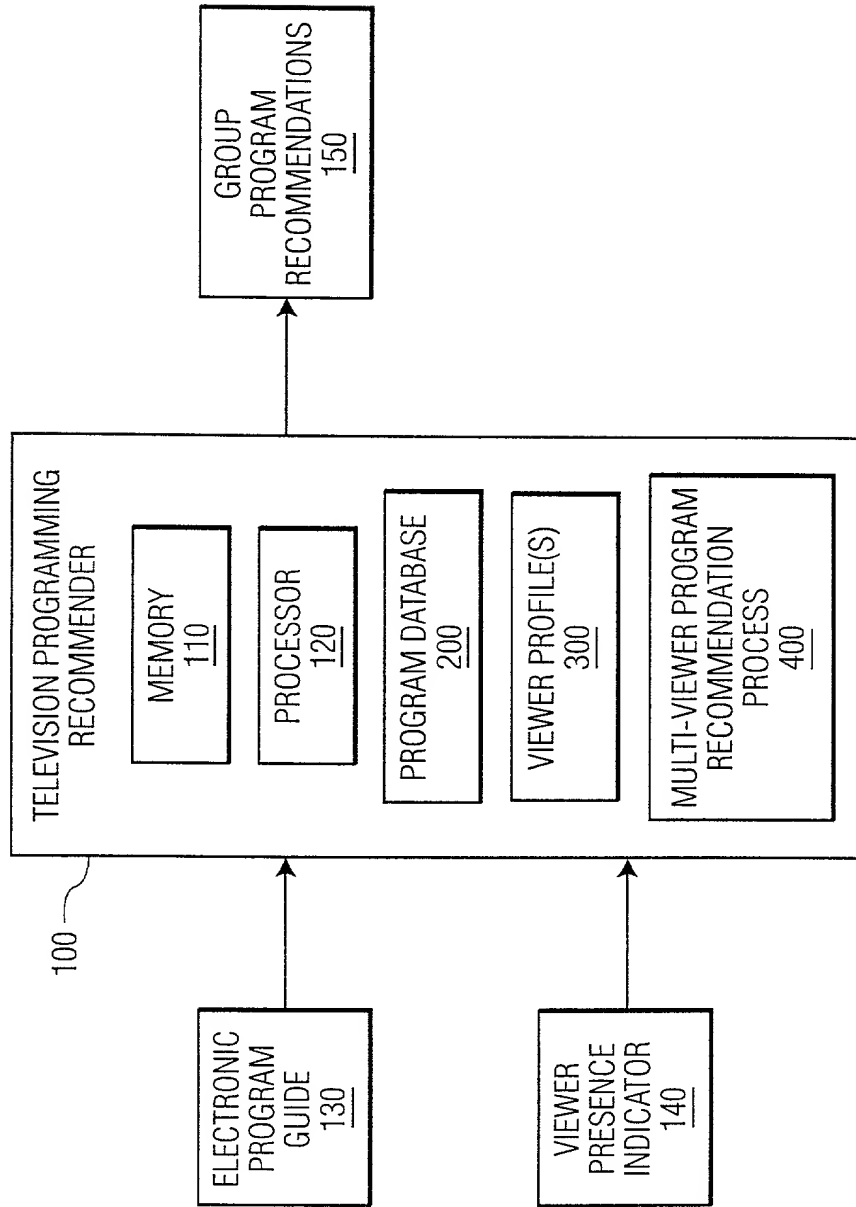 ELECTRONIC
PROGRAM
GUIDE
130
VIEWER
PRESENCE
INDICATOR
140
100
TELEVISION PROGRAMMING
RECOMMENDER
MEMORY
110
PROCESSOR
120
PROGRAM DATABASE
200
VIEWER PROFILE(S)
300
MULTI-VIEWER PROGRAM
RECOMMENDATION
PROCESS
400
GROUP
PROGRAM
RECOMMENDATIONS
150